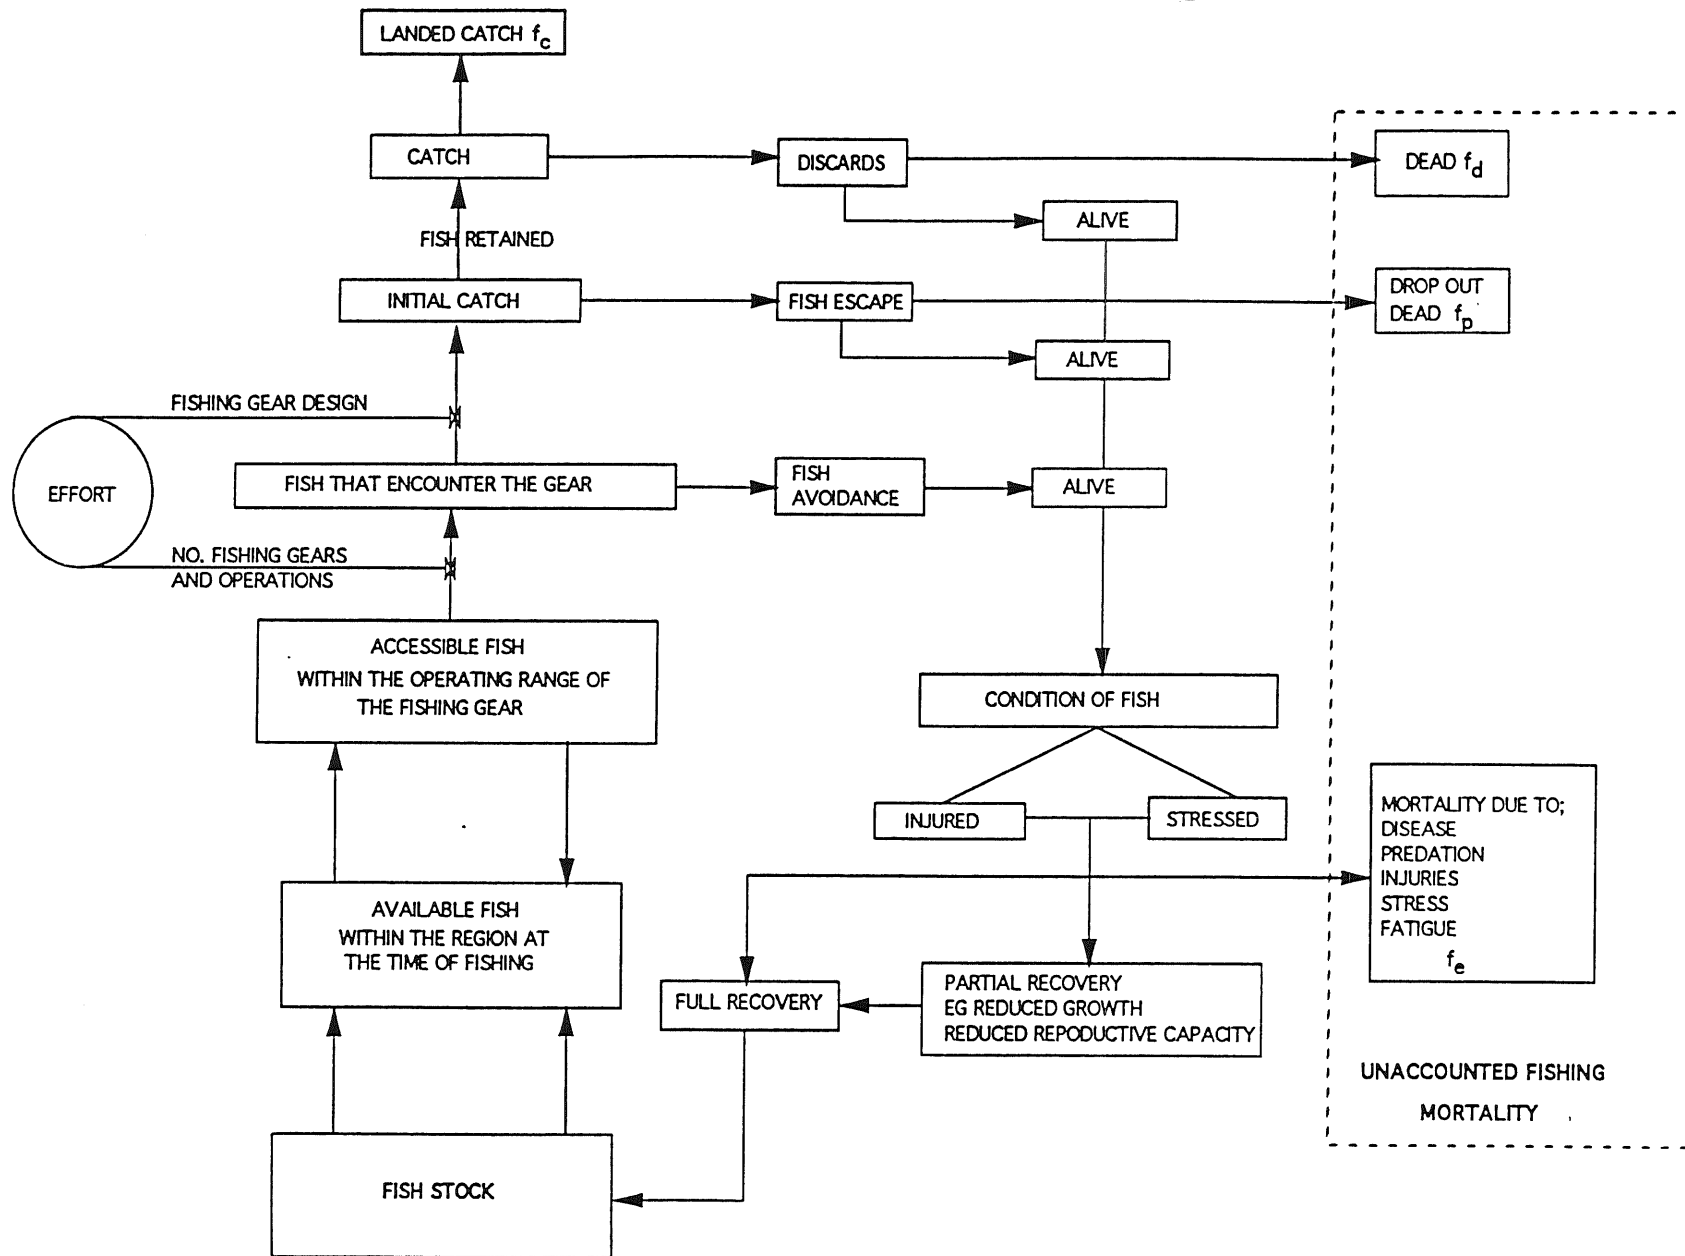 LANDED CATCH fc
CATCH
DISCARDS
DEAD fd
ALIVE
FISH RETAINED
INITIAL CATCH
FISH ESCAPE
DROP OUT
DEAD fp
ALIVE
FISHING GEAR DESIGN
EFFORT
FISH THAT ENCOUNTER THE GEAR
FISH
AVOIDANCE
ALIVE
NO. FISHING GEARS
AND OPERATIONS
ACCESSIBLE FISH
WITHIN THE OPERATING RANGE OF
THE FISHING GEAR
CONDITION OF FISH
INJURED
STRESSED
MORTALITY DUE TO;
DISEASE
PREDATION
INJURIES
STRESS
FATIGUE
fe
AVAILABLE FISH
WITHIN THE REGION AT
THE TIME OF FISHING
FULL RECOVERY
PARTIAL RECOVERY
EG REDUCED GROWTH
REDUCED REPODUCTIVE CAPACITY
UNACCOUNTED FISHING
MORTALITY
FISH STOCK